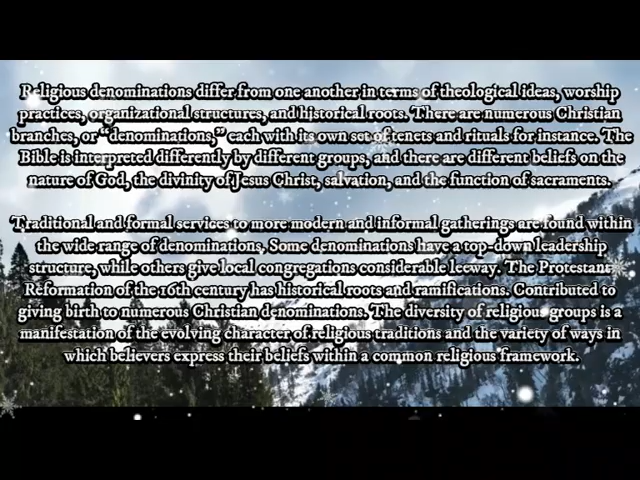 Religious denominations differ from one another in terms of theological ideas, worship
practices, organizational structures, and historical roots. There are numerous Christian
branches, or "denominations," each with its own set of tenets and rituals for instance. The
Bible is interpreted differently by different groups, and there are different beliefs on the
nature of God, the divinity of Jesus Christ, salvation, and the function of sacraments.
Traditional and formal services to more modern and informal gatherings are found within
the wide range of denominations, Some denominations have a top-down leadership
structure, while others give local congregations considerable leeway. The Protestant
Reformation of the 16th century has historical roots and ramifications. Contributed to
giving birth to numerous Christian denominations. The diversity of religious groups is a
manifestation of the evolving character of religious traditions and the variety of ways in
which believers express their beliefs within a common religious framework.